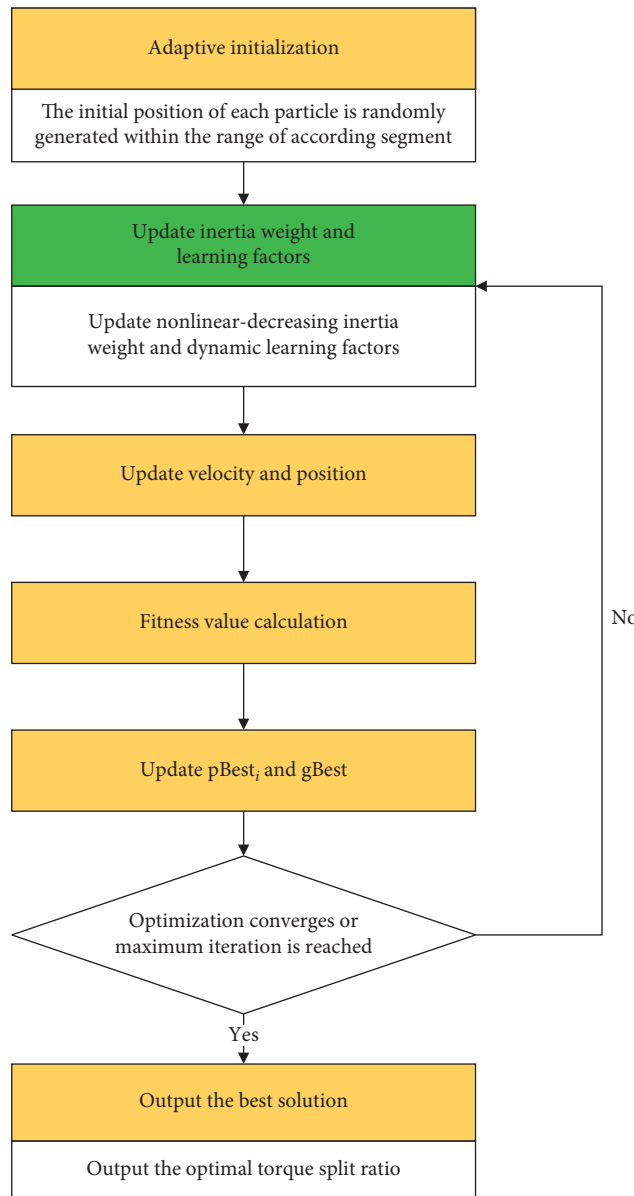 Adaptive initialization
The initial position of each particle is randomly
generated within the range of according segment
Update inertia weight and
learning factors
Update nonlinear-decreasing inertia
weight and dynamic learning factors
Update velocity and position
Fitness value calculation
No
Update pBestᵢ and gBest
Optimization converges or
maximum iteration is reached
Yes
Output the best solution
Output the optimal torque split ratio